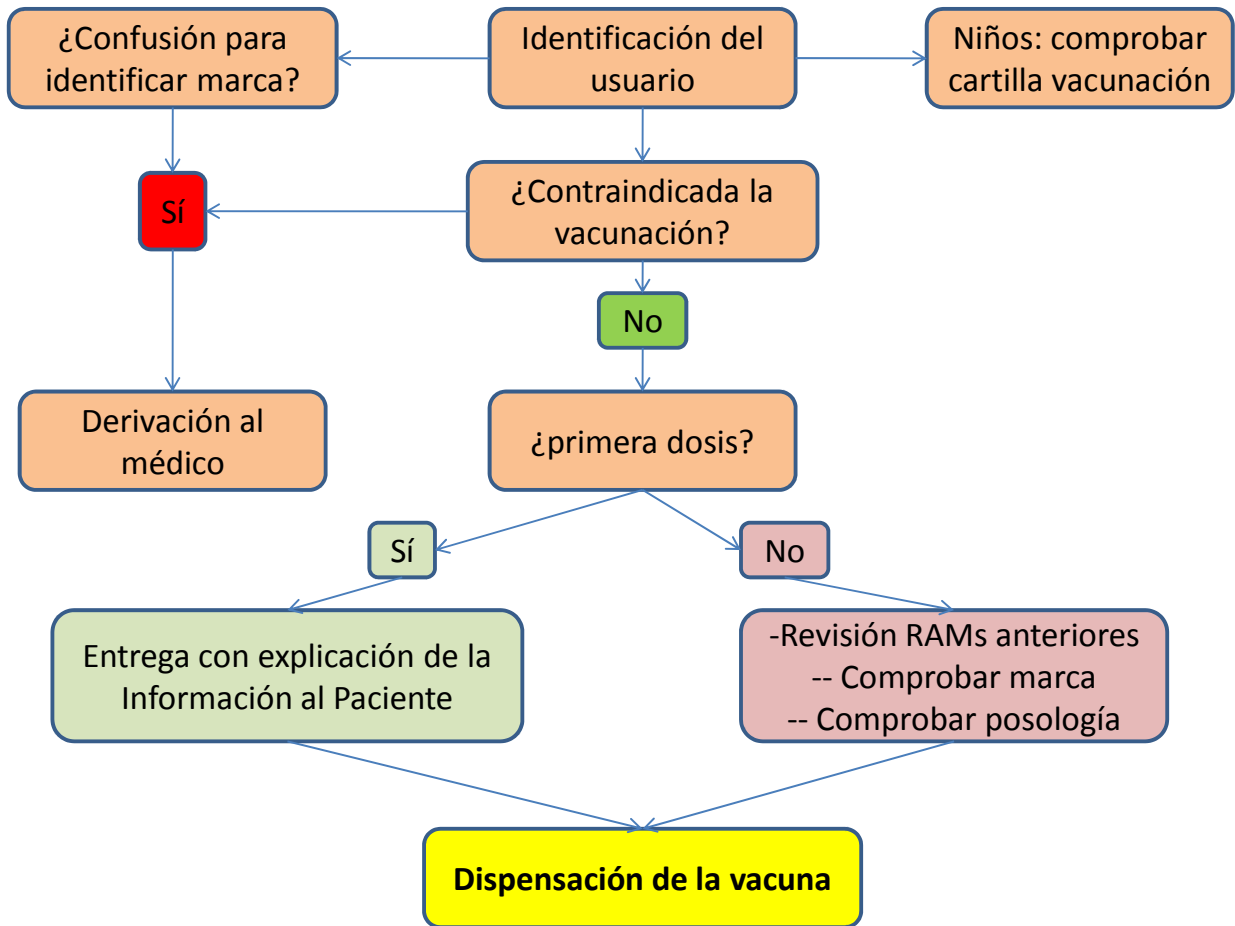 ¿Confusión para
identificar marca?
Identificación del
usuario
Niños: comprobar
cartilla vacunación
Sí
¿Contraindicada la
vacunación?
No
Derivación al
médico
¿primera dosis?
Sí
No
Entrega con explicación de la
Información al Paciente
-Revisión RAMs anteriores
-- Comprobar marca
-- Comprobar posología
Dispensación de la vacuna